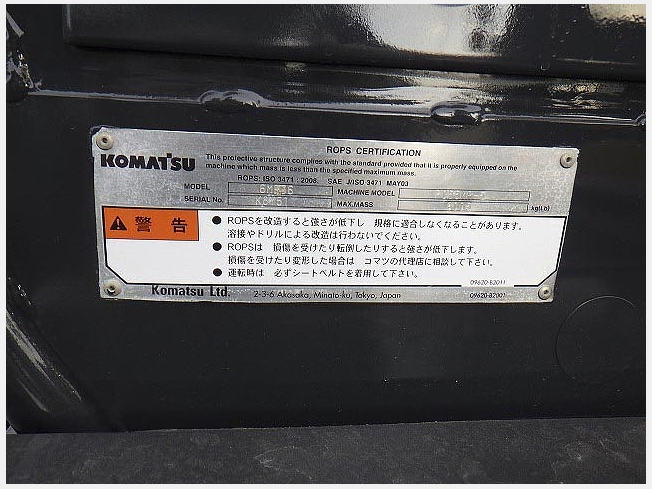 ROPS CERTIFICATION
KOMATSU
This protective structure complies with the standard provided that it is properly equipped on the
machine which mass is less than the specified maximum mass.
ROPS: ISO 3471 : 2008. SAE J/ISO 3471 MAY03
MODEL MACHINE MODEL
SERIAL No. MAX.MASS kg(Lb)
警告
● ROPSを改造すると強さが低下し 規格に適合しなくなることがあります。
溶接やドリルによる改造は行わないでください。
● ROPSは 損傷を受けたり転倒したりすると強さが低下します。
損傷を受けたり変形した場合は コマツの代理店に相談して下さい。
● 運転時は 必ずシートベルトを着用して下さい。
09620-B2011
Komatsu Ltd. 2-3-6 Akasaka, Minato-ku, Tokyo, Japan 09620-B2001